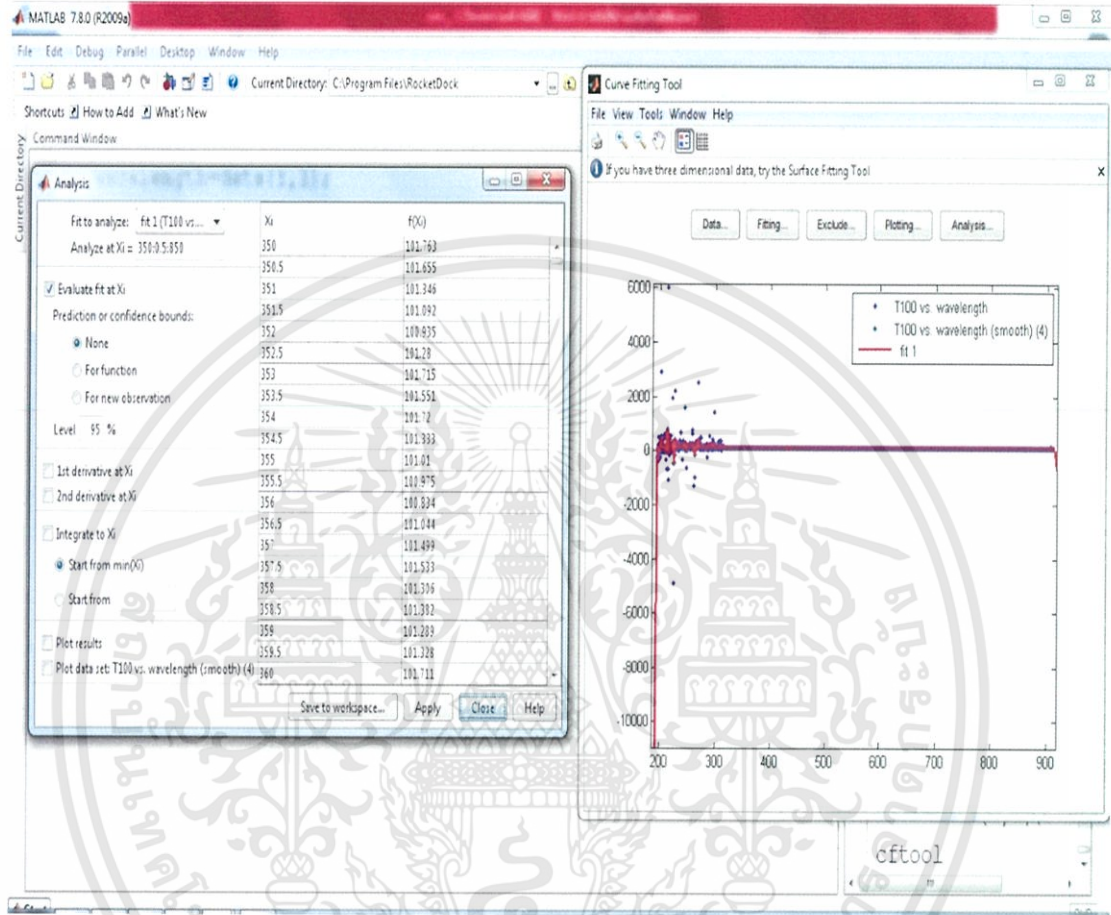 MATLAB 7.8.0 (R2009a)
File Edit Debug Parallel Desktop Window Help
Current Directory: C:\Program Files\RocketDock
Shortcuts How to Add What's New
Current Directory
Command Window
Analysis
Fit to analyze: fit 1 (T100 vs....
Analyze at Xi = 350:0.5:850
Evaluate fit at Xi
Prediction or confidence bounds:
None
For function
For new observation
Level 95 %
1st derivative at Xi
2nd derivative at Xi
Integrate to Xi
Start from min(Xi)
Start from
Plot results
Plot data set: T100 vs. wavelength (smooth) (4)
Xi f(Xi)
350 101.763
350.5 101.655
351 101.346
351.5 101.092
352 100.935
352.5 101.28
353 101.715
353.5 101.551
354 101.72
354.5 101.333
355 101.01
355.5 100.975
356 100.834
356.5 101.044
357 101.499
357.5 101.533
358 101.306
358.5 101.382
359 101.289
359.5 101.328
360 101.711
Save to workspace... Apply Close Help
Curve Fitting Tool
File View Tools Window Help
If you have three dimensional data, try the Surface Fitting Tool
Data... Fitting... Exclude... Plotting... Analysis...
T100 vs. wavelength
T100 vs. wavelength (smooth) (4)
fit 1
6000
4000
2000
0
-2000
-4000
-6000
-8000
-10000
200 300 400 500 600 700 800 900
cftool